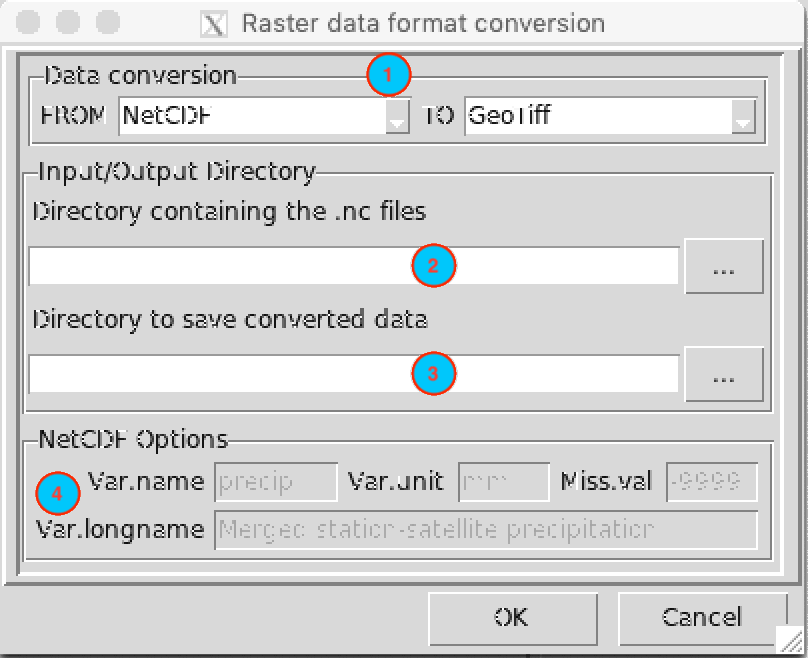 Raster data format conversion
Data conversion 1
FROM NetCDF TO GeoTiff
Input/Output Directory
Directory containing the .nc files
2 ...
Directory to save converted data
3 ...
NetCDF Options
4 Var.name precip Var.unit mm Miss.val -9999
Var.longname Merged station-satellite precipitation
OK Cancel